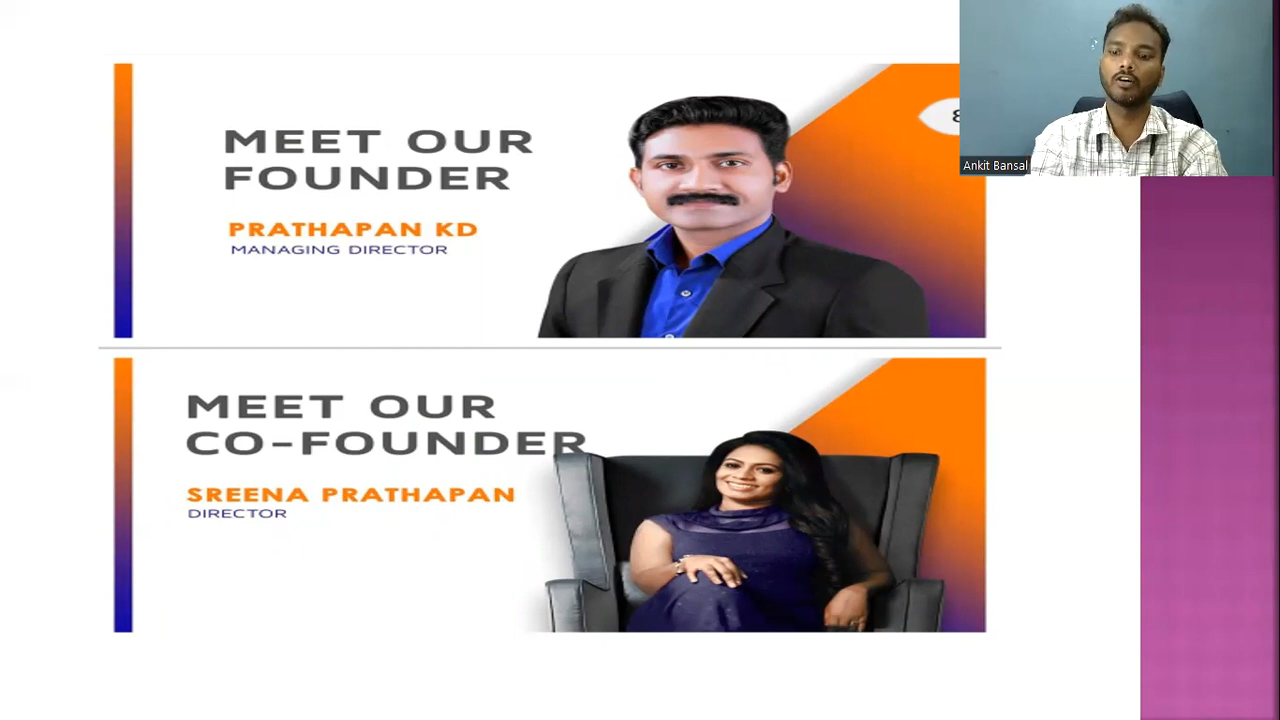 MEET OUR
FOUNDER
PRATHAPAN KD
MANAGING DIRECTOR
Ankit Bansal
MEET OUR
CO-FOUNDER
SREENA PRATHAPAN
DIRECTOR